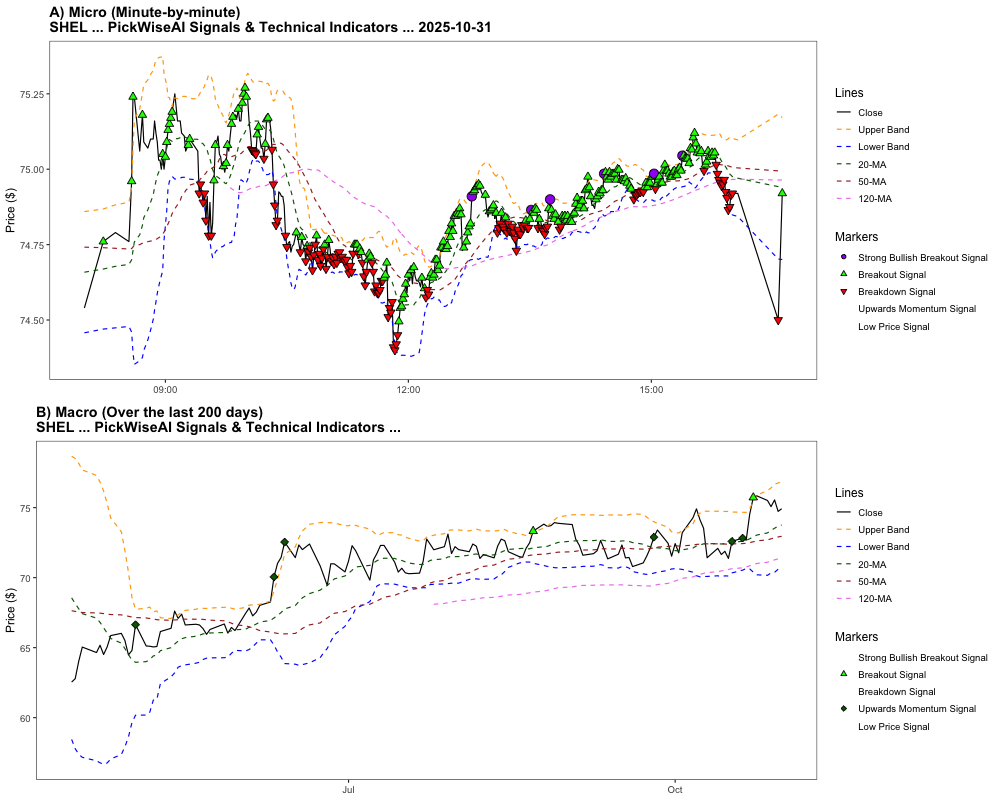 A) Micro (Minute-by-minute)
SHEL ... PickWiseAI Signals & Technical Indicators ... 2025-10-31
Price ($)
75.25
75.00
74.75
74.50
09:00
12:00
15:00
Lines
Close
Upper Band
Lower Band
20-MA
50-MA
120-MA
Markers
Strong Bullish Breakout Signal
Breakout Signal
Breakdown Signal
Upwards Momentum Signal
Low Price Signal
B) Macro (Over the last 200 days)
SHEL ... PickWiseAI Signals & Technical Indicators ...
Price ($)
75
70
65
60
Jul
Oct
Lines
Close
Upper Band
Lower Band
20-MA
50-MA
120-MA
Markers
Strong Bullish Breakout Signal
Breakout Signal
Breakdown Signal
Upwards Momentum Signal
Low Price Signal